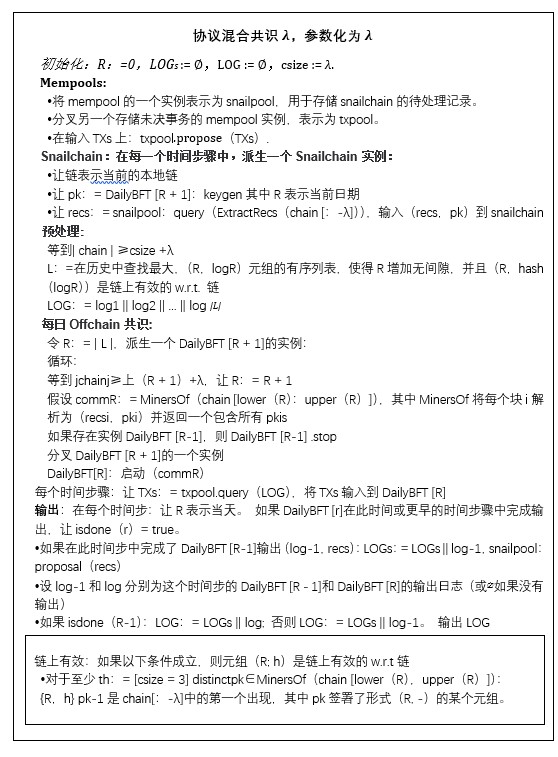 协议混合共识 λ，参数化为 λ
初始化：R：=0，LOGs := Ø，LOG := Ø，csize := λ.
Mempools:
•将 mempool 的一个实例表示为 snailpool，用于存储 snailchain 的待处理记录。
•分叉另一个存储未决事务的 mempool 实例，表示为 txpool。
•在输入 TXs 上：txpool.propose（TXs）.
Snailchain：在每一个时间步骤中，派生一个 Snailchain 实例：
•让链表示当前的本地链
•让 pk：= DailyBFT [R + 1]：keygen 其中 R 表示当前日期
•让 recs：= snailpool：query（ExtractRecs（chain [：-λ]）），输入（recs，pk）到 snailchain
预处理：
等到| chain | ≥csize +λ
L：=在历史中查找最大，（R，logR）元组的有序列表，使得 R 增加无间隙，并且（R，hash
（logR））是链上有效的 w.r.t. 链
LOG：= log1 || log2 || ... || log |L|
每日 Offchain 共识:
令 R：= | L |，派生一个 DailyBFT [R + 1]的实例：
循环：
等到 jchainj≥上（R + 1）+λ，让 R：= R + 1
假设 commR：= MinersOf（chain [lower（R）：upper（R）]），其中 MinersOf 将每个块 i 解
析为（recsi，pki）并返回一个包含所有 pkis
如果存在实例 DailyBFT [R-1]，则 DailyBFT [R-1] .stop
分叉 DailyBFT [R + 1]的一个实例
DailyBFT[R]：启动（commR）
每个时间步骤：让 TXs：= txpool.query（LOG），将 TXs 输入到 DailyBFT [R]
输出：在每个时间步：让 R 表示当天。 如果 DailyBFT [r]在此时间或更早的时间步骤中完成输
出，让 isdone（r）= true。
•如果在此时间步中完成了 DailyBFT [R-1]输出（log-1, recs）：LOGs：= LOGs || log-1, snailpool：
proposal（recs）
•设 log-1 和 log 分别为这个时间步的 DailyBFT [R - 1]和 DailyBFT [R]的输出日志（或∅如果没有
输出）
•如果 isdone（R-1）：LOG：= LOGs || log; 否则 LOG：= LOGs || log-1。 输出 LOG
链上有效：如果以下条件成立，则元组（R; h）是链上有效的 w.r.t 链
•对于至少 th：= [csize = 3] distinctpk∈MinersOf（chain [lower（R），upper（R）]）：
{R，h} pk-1 是 chain[：-λ]中的第一个出现，其中 pk 签署了形式（R, -）的某个元组。